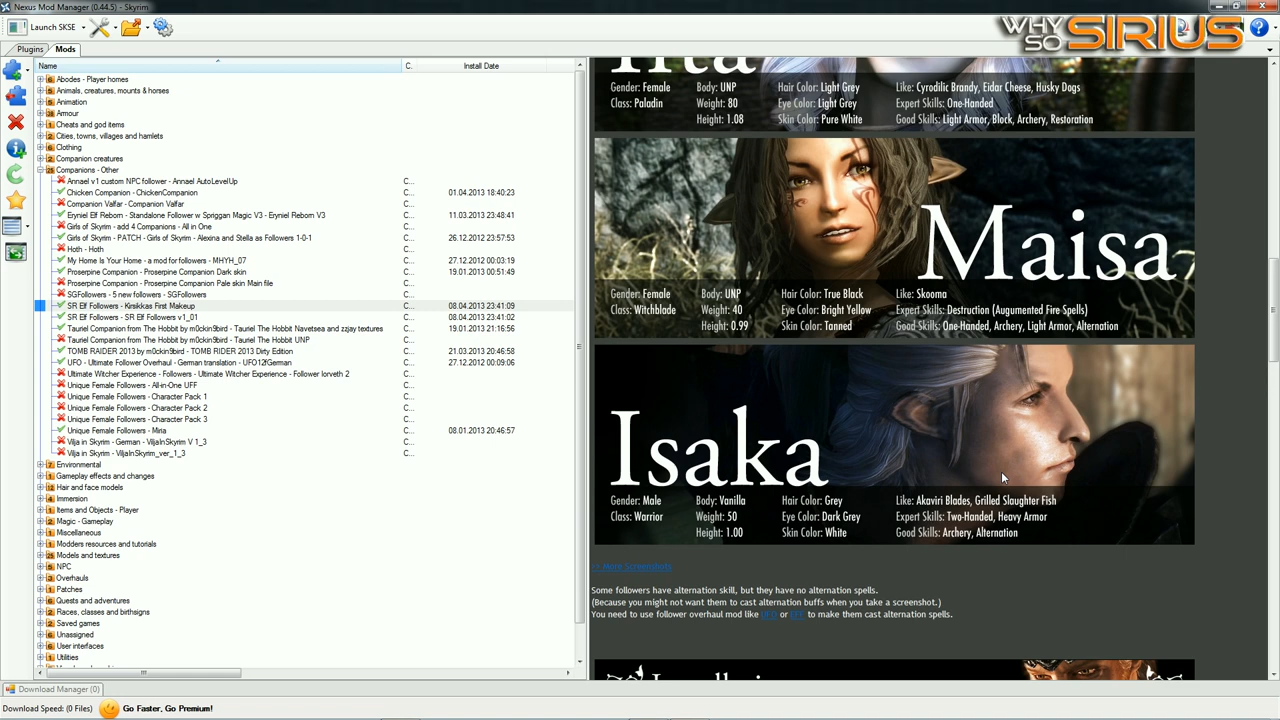 Nexus Mod Manager (0.44.5) - Skyrim
Launch SKSE
WHY SO SIRIUS
Plugins Mods
Name C. Install Date
Abodes - Player homes
Animals, creatures, mounts & horses
Animation
Armour
Cheats and god items
Cities, towns, villages and hamlets
Clothing
Companion creatures
Companions - Other
Annael v1 custom NPC follower - Annael AutoLevelUp C...
Chicken Companion - ChickenCompanion C... 01.04.2013 18:40:23
Companion Valfar - Companion Valfar C...
Eryniel Elf Reborn - Standalone Follower w Spriggan Magic V3 - Eryniel Reborn V3 C... 11.03.2013 23:48:41
Girls of Skyrim - add 4 Companions - All in One C...
Girls of Skyrim - PATCH - Girls of Skyrim - Alexina and Stella as Followers 1-0-1 C... 26.12.2012 23:57:53
Hoth - Hoth C...
My Home Is Your Home - a mod for followers - MHYH_07 C... 27.12.2012 00:03:19
Proserpine Companion - Proserpine Companion Dark skin C... 19.01.2013 00:51:49
Proserpine Companion - Proserpine Companion Pale skin Main file C...
SGFollowers - 5 new followers - SGFollowers C...
SR Elf Followers - Kirsikkas First Makeup C... 08.04.2013 23:41:09
SR Elf Followers - SR Elf Followers v1_01 C... 08.04.2013 23:41:02
Tauriel Companion from The Hobbit by m0ckin9bird - Tauriel The Hobbit Navetsea and zzjay textures C... 19.01.2013 21:16:56
Tauriel Companion from The Hobbit by m0ckin9bird - Tauriel The Hobbit UNP C...
TOMB RAIDER 2013 by m0ckin9bird - TOMB RIDER 2013 Dirty Edition C... 21.03.2013 20:46:58
UFO - Ultimate Follower Overhaul - German translation - UFO12fGerman C... 27.12.2012 00:09:06
Ultimate Witcher Experience - Followers - Ultimate Witcher Experience - Follower Iorveth 2 C...
Unique Female Followers - All-in-One UFF C...
Unique Female Followers - Character Pack 1 C...
Unique Female Followers - Character Pack 2 C...
Unique Female Followers - Character Pack 3 C...
Unique Female Followers - Miria C... 08.01.2013 20:46:57
Vilja in Skyrim - German - ViljaInSkyrim V 1_3 C...
Vilja in Skyrim - ViljaInSkyrim_ver_1_3 C...
Environmental
Gameplay effects and changes
Hair and face models
Immersion
Items and Objects - Player
Magic - Gameplay
Miscellaneous
Modders resources and tutorials
Models and textures
NPC
Overhauls
Patches
Quests and adventures
Races, classes and birthsigns
Saved games
Unassigned
User interfaces
Utilities
Gender: Female Body: UNP Hair Color: Light Grey Like: Cyrodilic Brandy, Eidar Cheese, Husky Dogs
Class: Paladin Weight: 80 Eye Color: Light Grey Expert Skills: One-Handed
Height: 1.08 Skin Color: Pure White Good Skills: Light Armor, Block, Archery, Restoration
Maisa
Gender: Female Body: UNP Hair Color: True Black Like: Skooma
Class: Witchblade Weight: 40 Eye Color: Bright Yellow Expert Skills: Destruction (Augumented Fire Spells)
Height: 0.99 Skin Color: Tanned Good Skills: One-Handed, Archery, Light Armor, Alternation
Isaka
Gender: Male Body: Vanilla Hair Color: Grey Like: Akaviri Blades, Grilled Slaughter Fish
Class: Warrior Weight: 50 Eye Color: Dark Grey Expert Skills: Two-Handed, Heavy Armor
Height: 1.00 Skin Color: White Good Skills: Archery, Alternation
>> More Screenshots
Some followers have alternation skill, but they have no alternation spells.
(Because you might not want them to cast alternation buffs when you take a screenshot.)
You need to use follower overhaul mod like UFO or EFF to make them cast alternation spells.
Download Manager (0)
Download Speed: (0 Files) Go Faster, Go Premium!